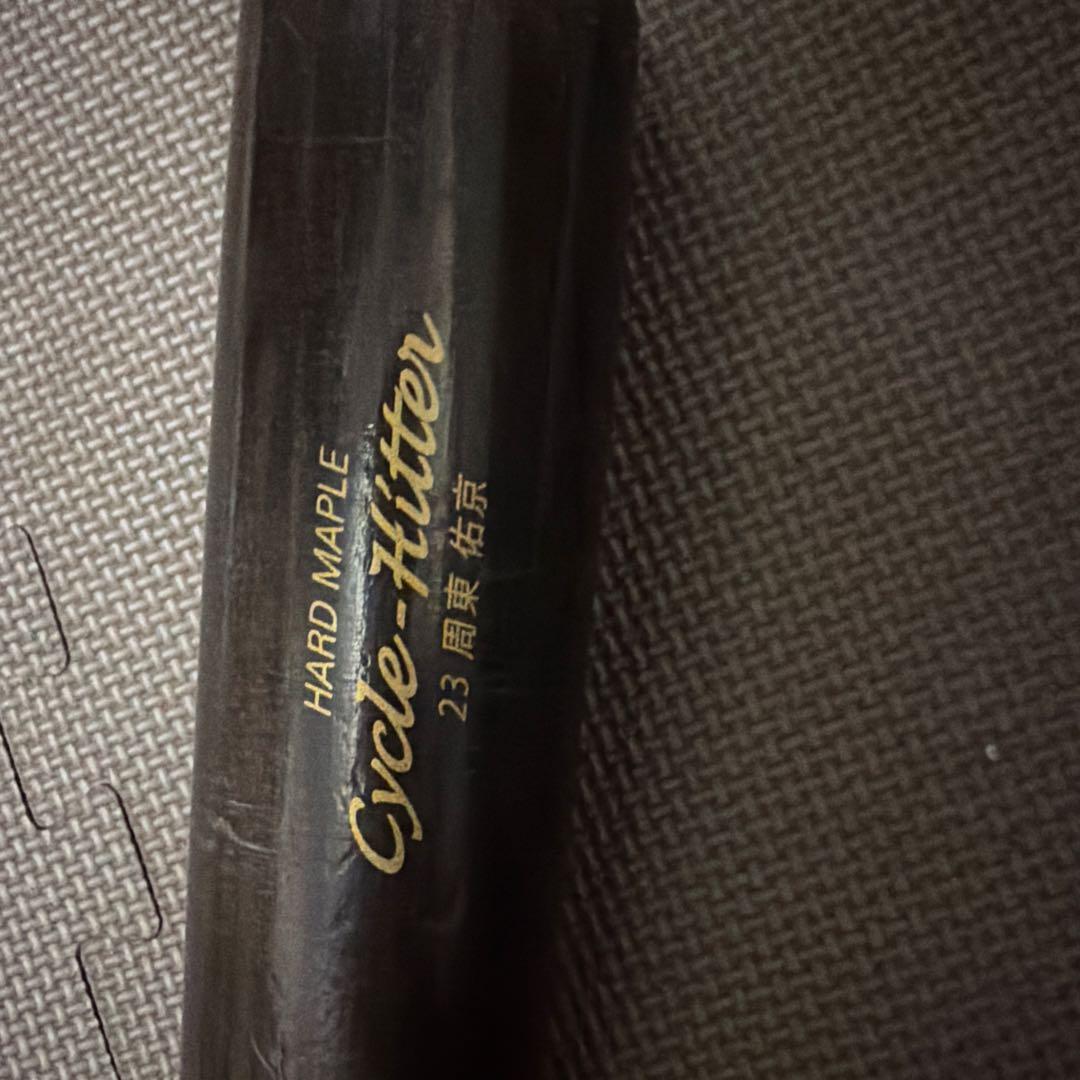 HARD MAPLE
Cycle-Hitter
23 周東 佑京